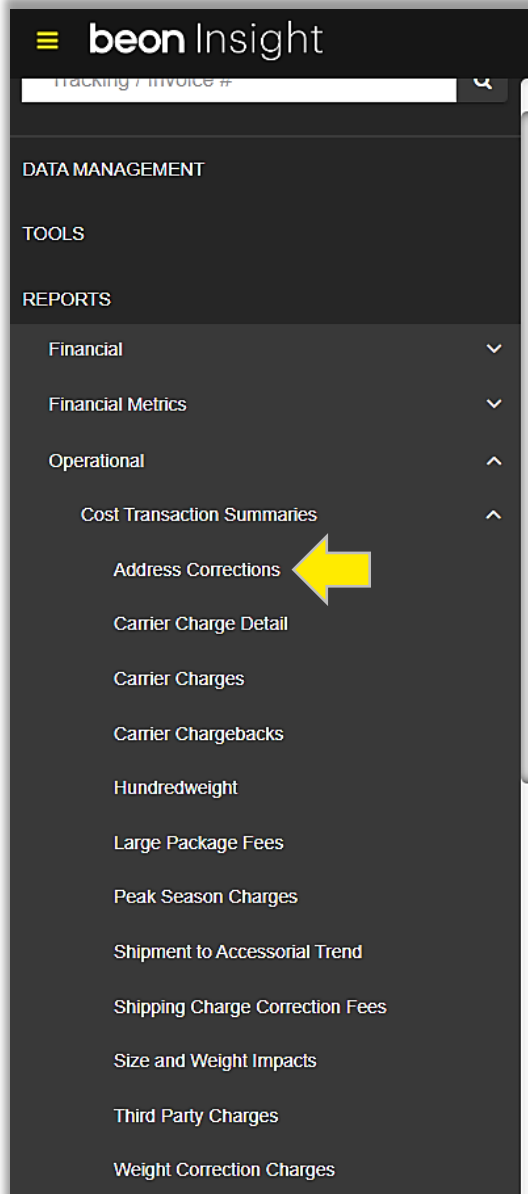 beon Insight
Tracking / Invoice #
DATA MANAGEMENT
TOOLS
REPORTS
Financial
Financial Metrics
Operational
Cost Transaction Summaries
Address Corrections
Carrier Charge Detail
Carrier Charges
Carrier Chargebacks
Hundredweight
Large Package Fees
Peak Season Charges
Shipment to Accessorial Trend
Shipping Charge Correction Fees
Size and Weight Impacts
Third Party Charges
Weight Correction Charges